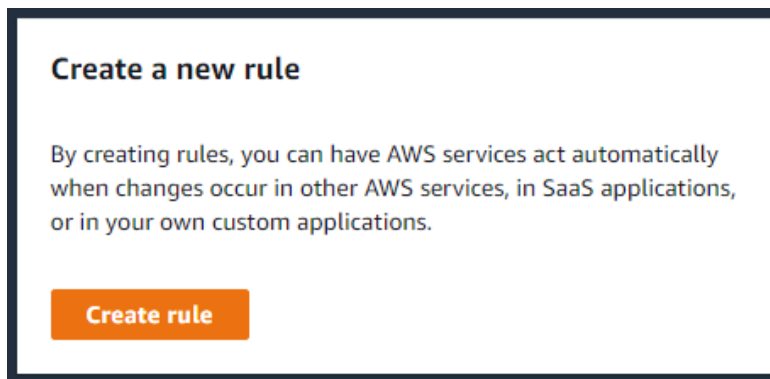 Create a new rule
By creating rules, you can have AWS services act automatically
when changes occur in other AWS services, in SaaS applications,
or in your own custom applications.
Create rule